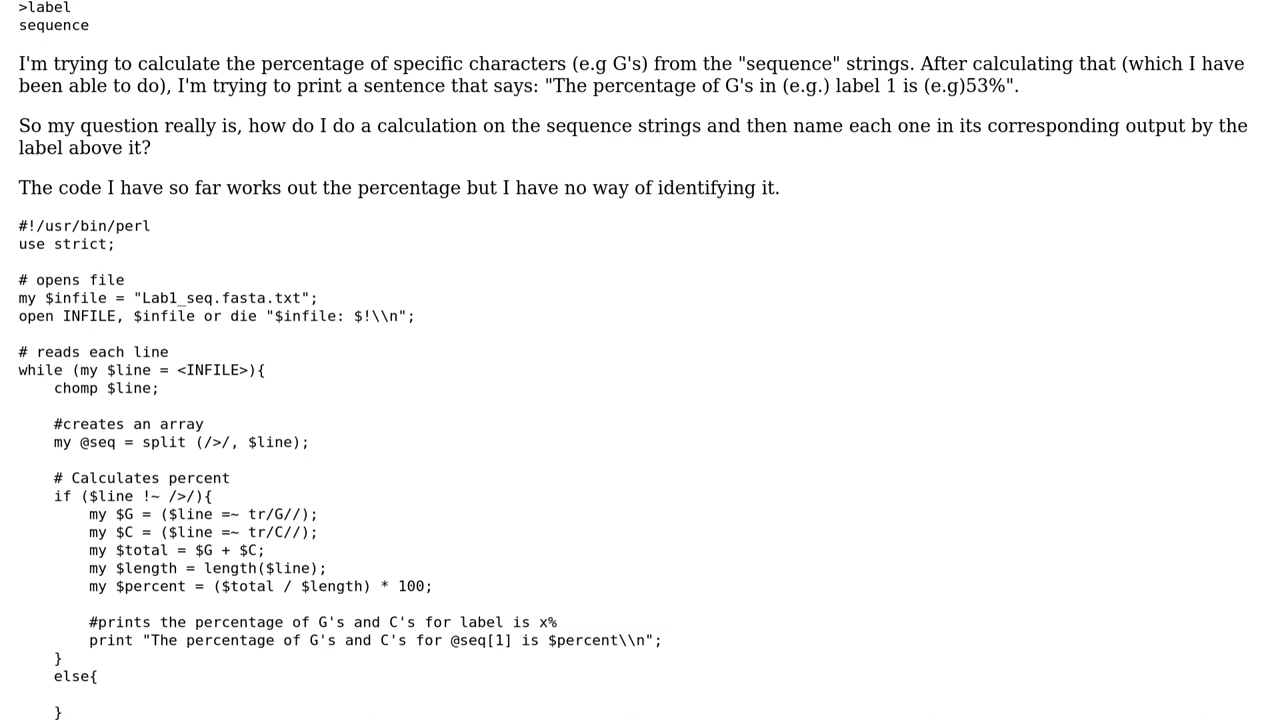 >label
sequence
I'm trying to calculate the percentage of specific characters (e.g G's) from the "sequence" strings. After calculating that (which I have
been able to do), I'm trying to print a sentence that says: "The percentage of G's in (e.g.) label 1 is (e.g)53%".
So my question really is, how do I do a calculation on the sequence strings and then name each one in its corresponding output by the
label above it?
The code I have so far works out the percentage but I have no way of identifying it.
#!/usr/bin/perl
use strict;
# opens file
my $infile = "Lab1_seq.fasta.txt";
open INFILE, $infile or die "$infile: $!\\n";
# reads each line
while (my $line = <INFILE>){
    chomp $line;
    #creates an array
    my @seq = split (/>/, $line);
    # Calculates percent
    if ($line !~ />/){
        my $G = ($line =~ tr/G//);
        my $C = ($line =~ tr/C//);
        my $total = $G + $C;
        my $length = length($line);
        my $percent = ($total / $length) * 100;
        #prints the percentage of G's and C's for label is x%
        print "The percentage of G's and C's for @seq[1] is $percent\\n";
    }
    else{
    }